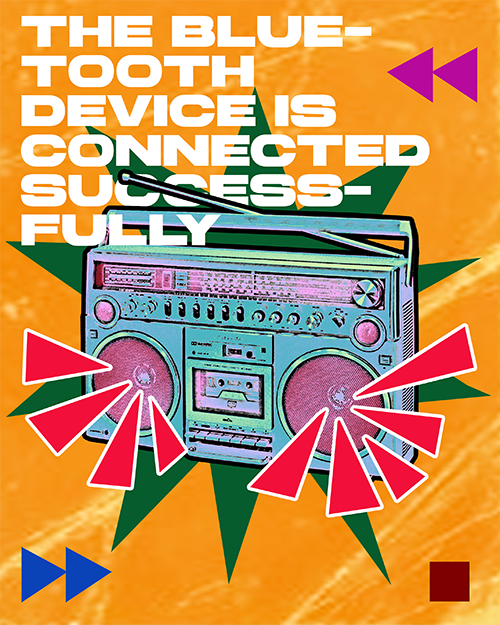 THE BLUE-
TOOTH
DEVICE IS
CONNECTED
SUCCESS-
FULLY